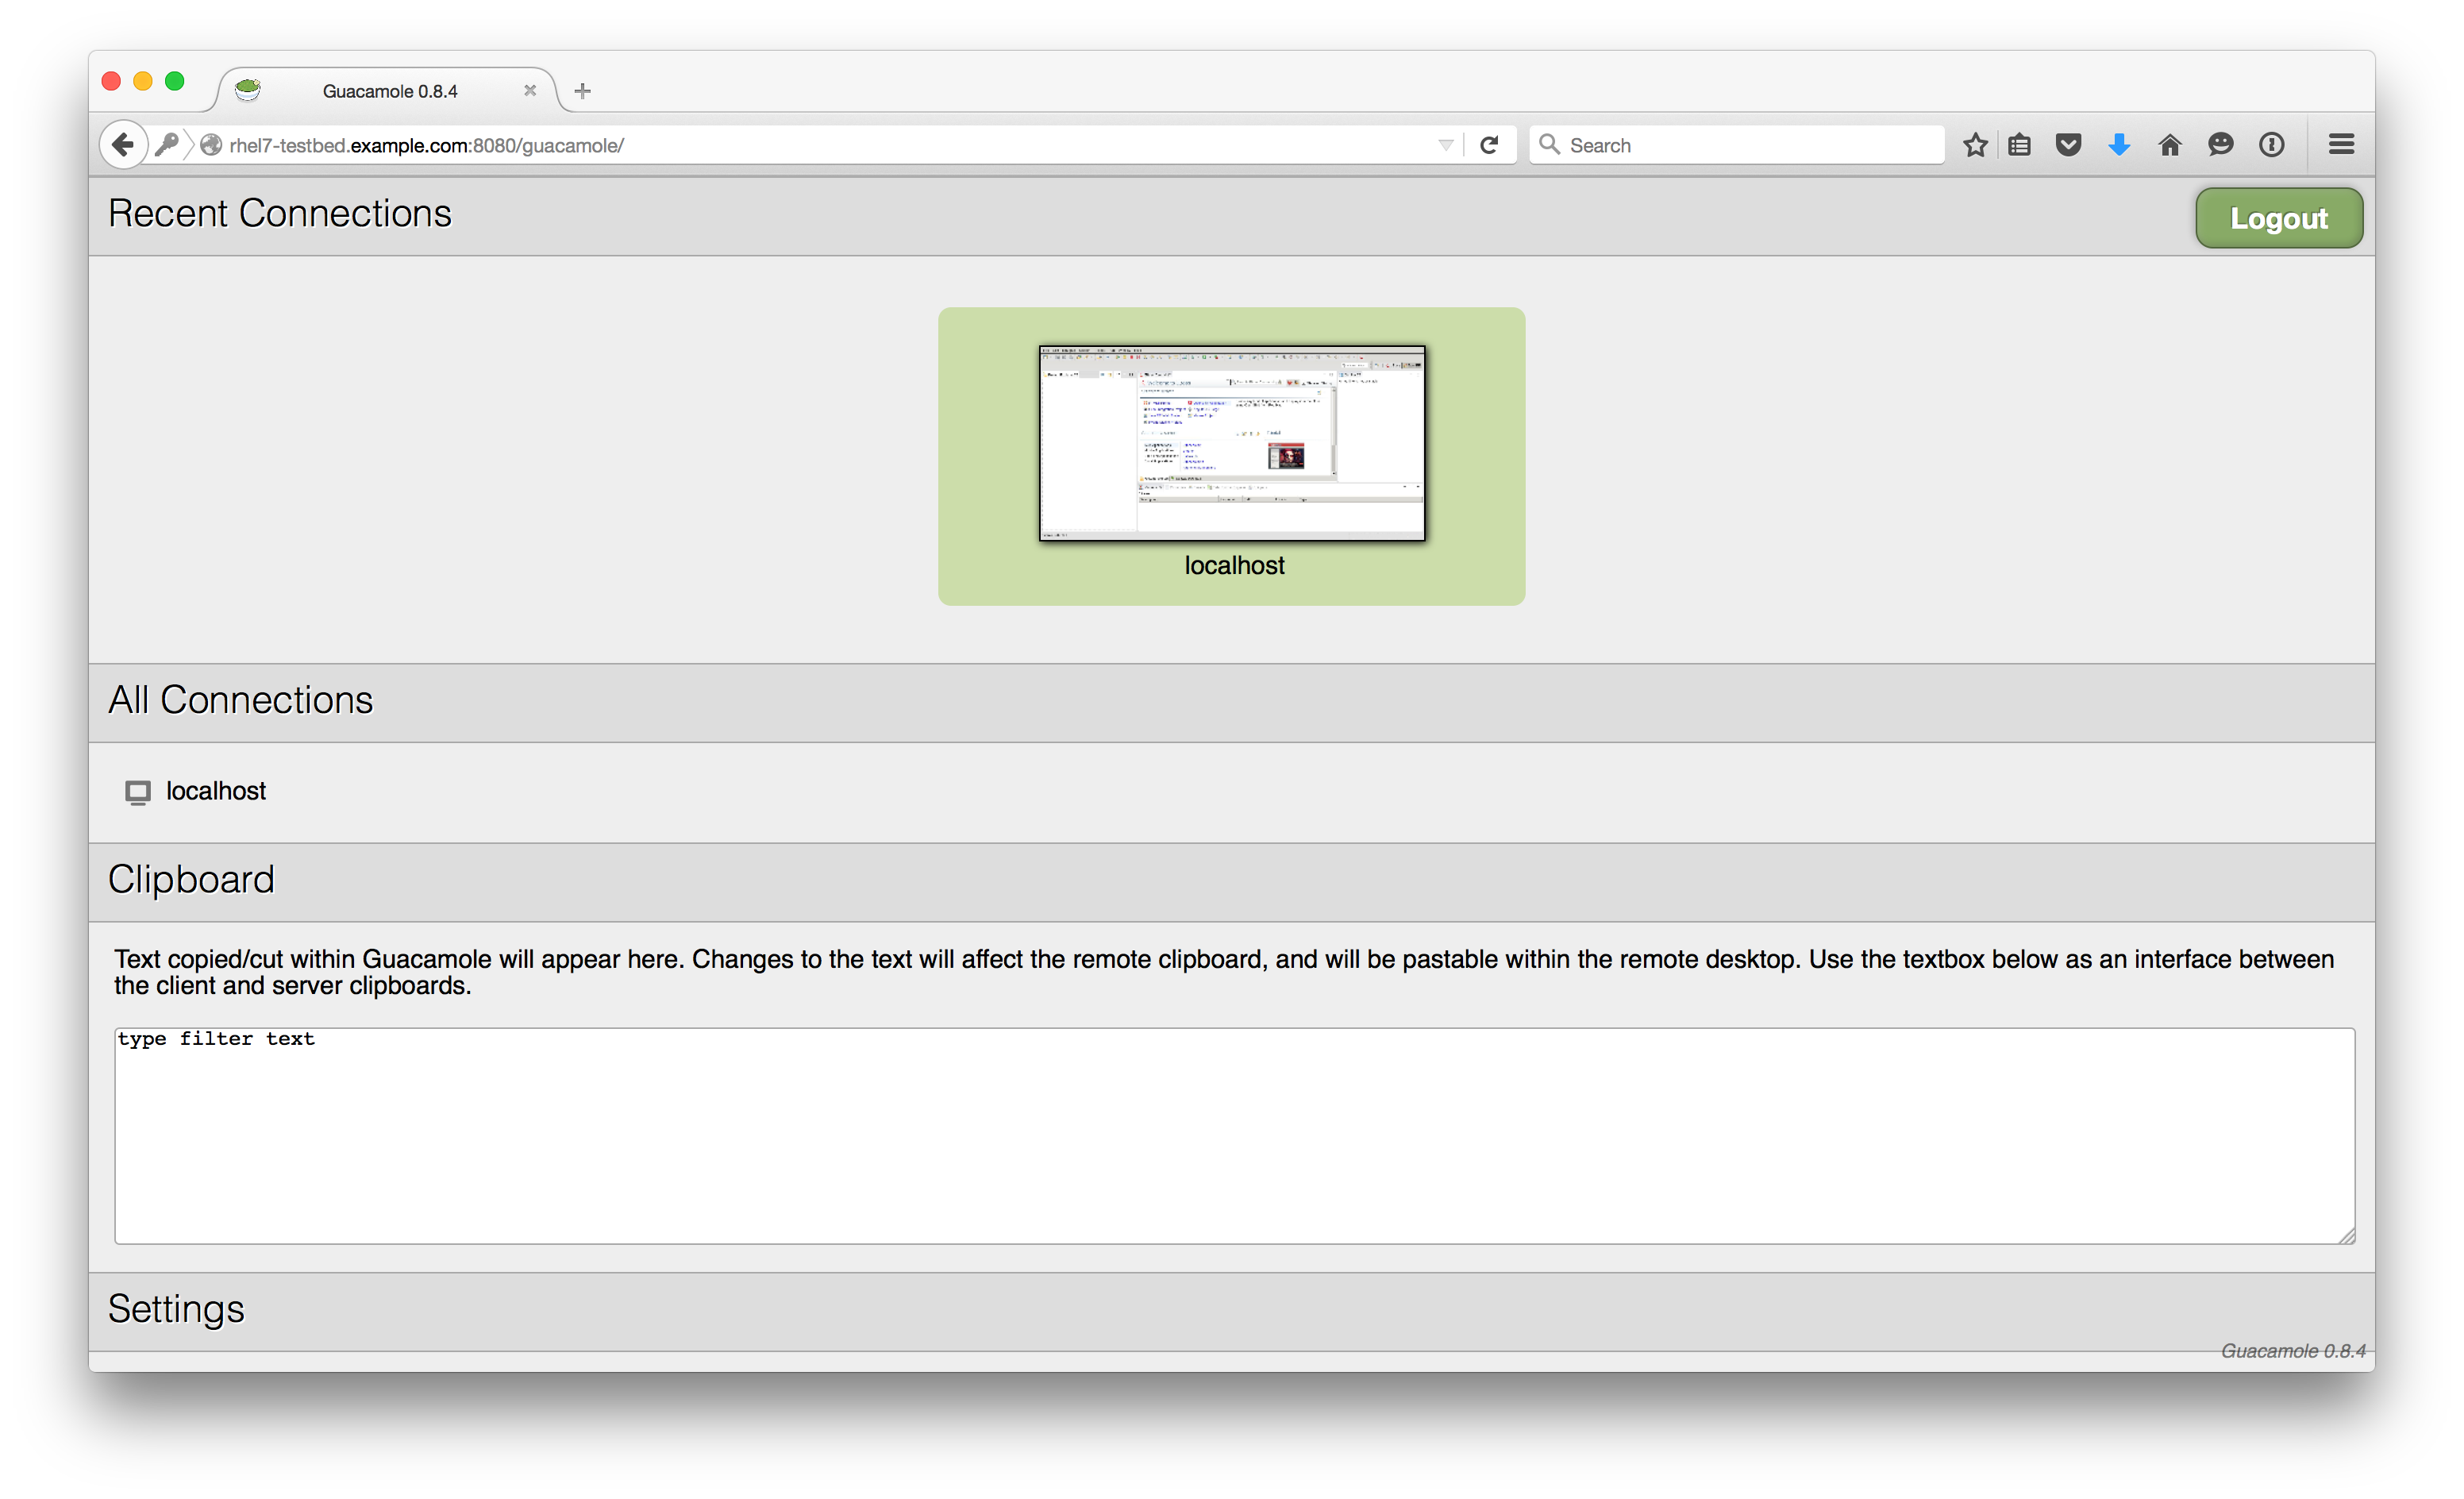 Guacamole 0.8.4
rhel7-testbed.example.com:8080/guacamole/
Search
Recent Connections
Logout
localhost
All Connections
localhost
Clipboard
Text copied/cut within Guacamole will appear here. Changes to the text will affect the remote clipboard, and will be pastable within the remote desktop. Use the textbox below as an interface between
the client and server clipboards.
type filter text
Settings
Guacamole 0.8.4